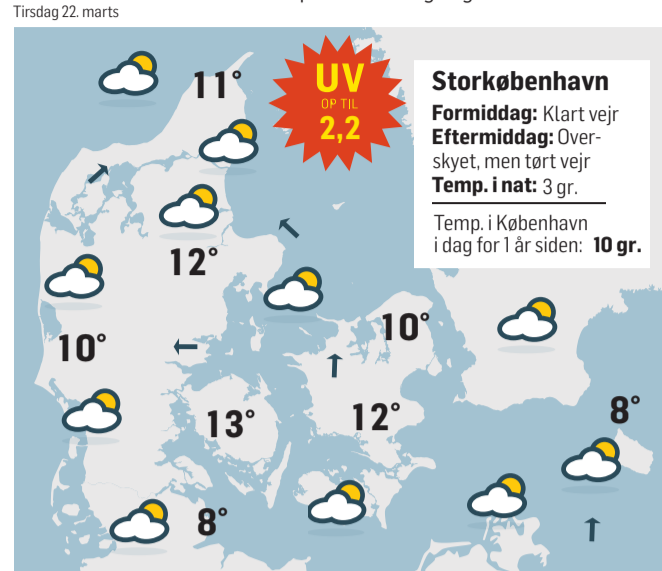 Tirsdag 22. marts
11°
UV
OP TIL
2,2
Storkøbenhavn
Formiddag: Klart vejr
Eftermiddag: Over-
skyet, men tørt vejr
Temp. i nat: 3 gr.
Temp. i København
i dag for 1 år siden: 10 gr.
12°
10°
10°
13°
12°
8°
8°